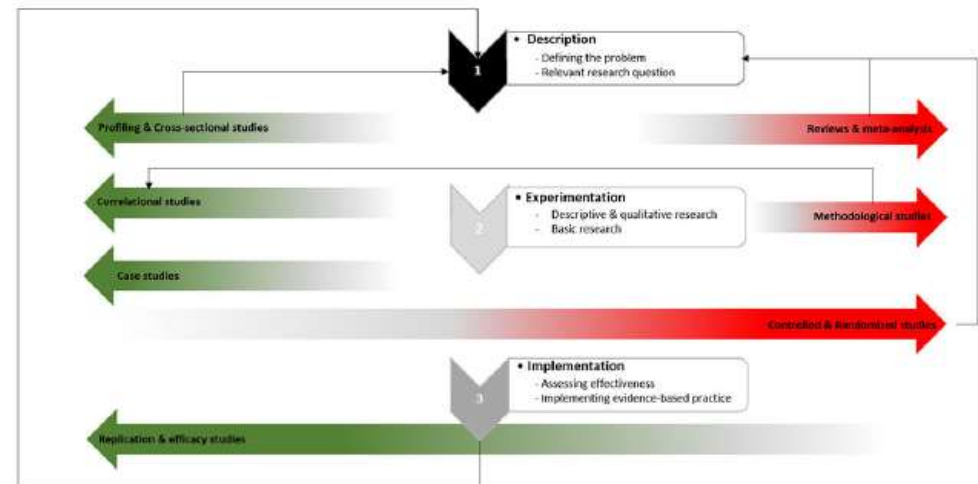 • Description
- Defining the problem
- Relevant research question
1
Profiling & Cross-sectional studies
Reviews & meta-analysis
Correlational studies
• Experimentation
- Descriptive & qualitative research
- Basic research
2
Methodological studies
Case studies
Controlled & Randomized studies
• Implementation
- Assessing effectiveness
- Implementing evidence-based practice
3
Replication & efficacy studies